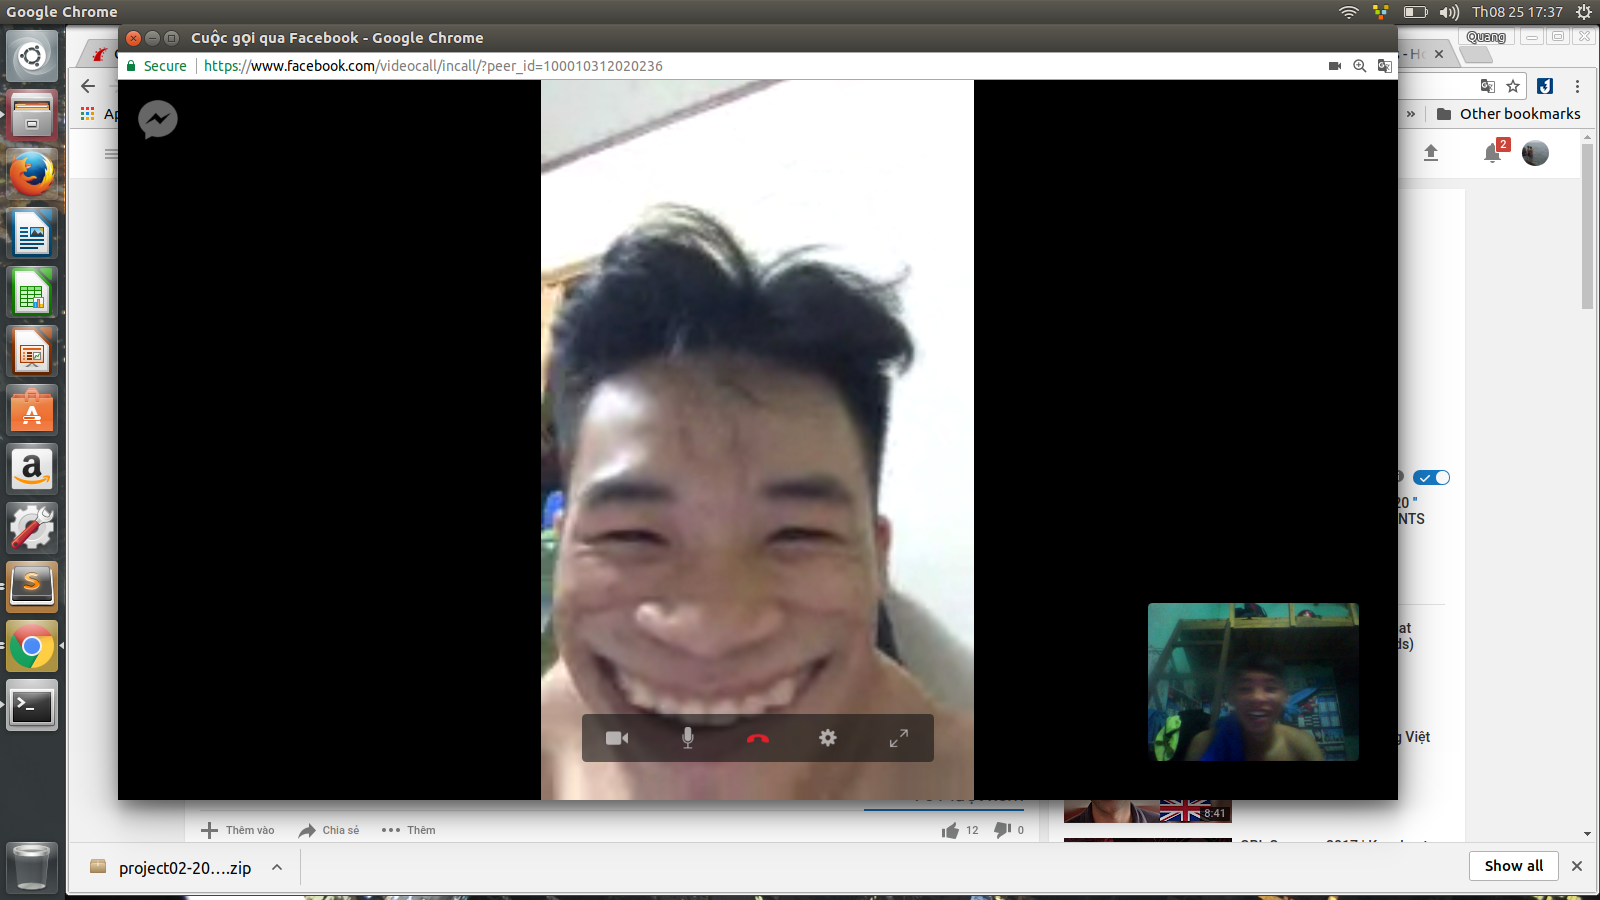 Google Chrome
Th08 25 17:37
Cuộc gọi qua Facebook - Google Chrome
Quang
Secure
https://www.facebook.com/videocall/incall/?peer_id=100010312020236
Ap
» Other bookmarks
2
20 "
NTS
at
ds)
g Việt
8:41
Thêm vào
Chia sẻ
Thêm
12
0
project02-20....zip
Show all